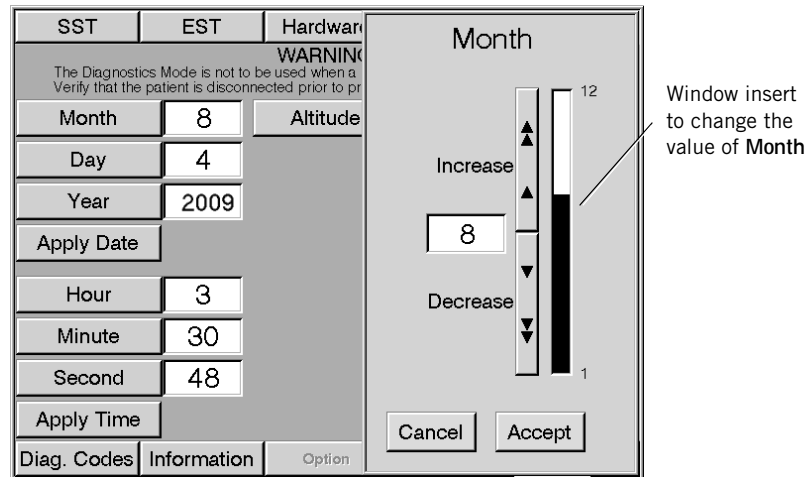 SST
EST
Hardwar
WARNIN
The Diagnostics Mode is not to be used when a
Verify that the patient is disconnected prior to pr
Month
8
Altitude
Day
4
Year
2009
Apply Date
Hour
3
Minute
30
Second
48
Apply Time
Diag. Codes
Information
Option
Month
12
Increase
8
Decrease
1
Cancel
Accept
Window insert
to change the
value of Month